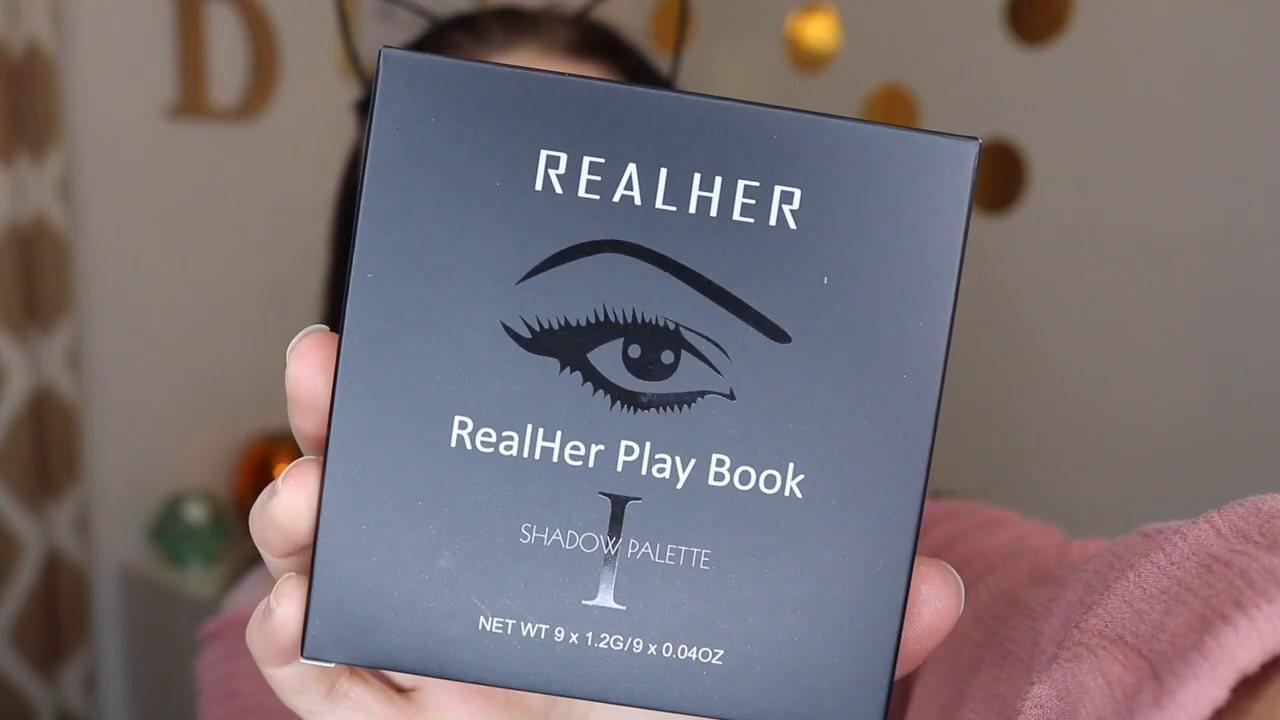 D
REALHER
RealHer Play Book
I
SHADOW PALETTE
NET WT 9 x 1.2G/9 x 0.04OZ